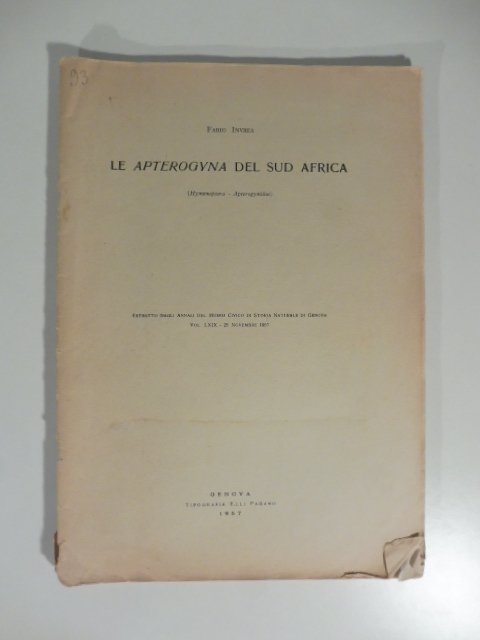 93
Fabio Invrea
LE APTEROGYNA DEL SUD AFRICA
(Hymenoptera - Apterogynidae)
Estratto dagli Annali del Museo Civico di Storia Naturale di Genova
Vol. LXIX - 25 Novembre 1957
GENOVA
Tipografia F.lli Pagano
1957